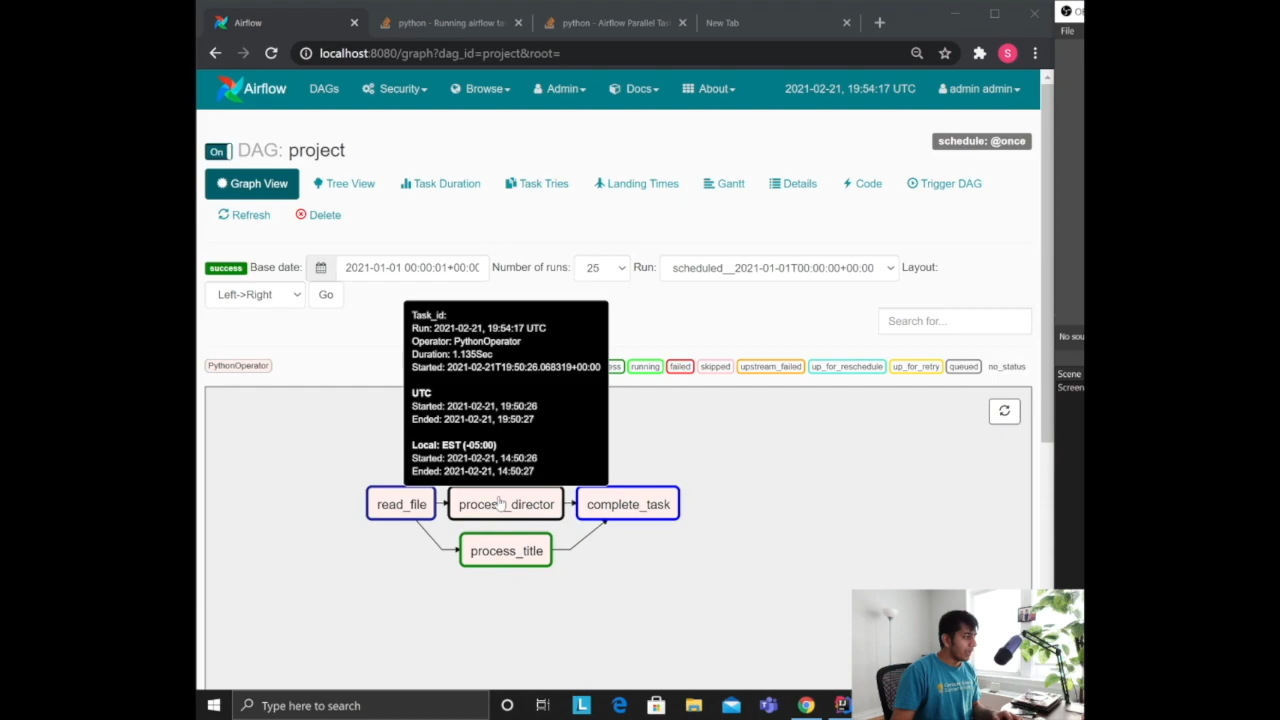 Airflow
python - Running airflow ta
python - Airflow Parallel Tas
New Tab
localhost:8080/graph?dag_id=project&root=
S
File
Airflow DAGs Security Browse Admin Docs About 2021-02-21, 19:54:17 UTC admin admin
On DAG: project
schedule: @once
Graph View Tree View Task Duration Task Tries Landing Times Gantt Details Code Trigger DAG
Refresh Delete
success Base date: 2021-01-01 00:00:01+00:00 Number of runs: 25 Run: scheduled__2021-01-01T00:00:00+00:00 Layout:
Left->Right Go
Search for...
Task_id:
Run: 2021-02-21, 19:54:17 UTC
Operator: PythonOperator
Duration: 1.135Sec
Started: 2021-02-21T19:50:26.068319+00:00
UTC
Started: 2021-02-21, 19:50:26
Ended: 2021-02-21, 19:50:27
Local: EST (-05:00)
Started: 2021-02-21, 14:50:26
Ended: 2021-02-21, 14:50:27
PythonOperator
ess running failed skipped upstream_failed up_for_reschedule up_for_retry queued no_status
No sou
Scene
Screen
read_file process_director complete_task
process_title
Type here to search